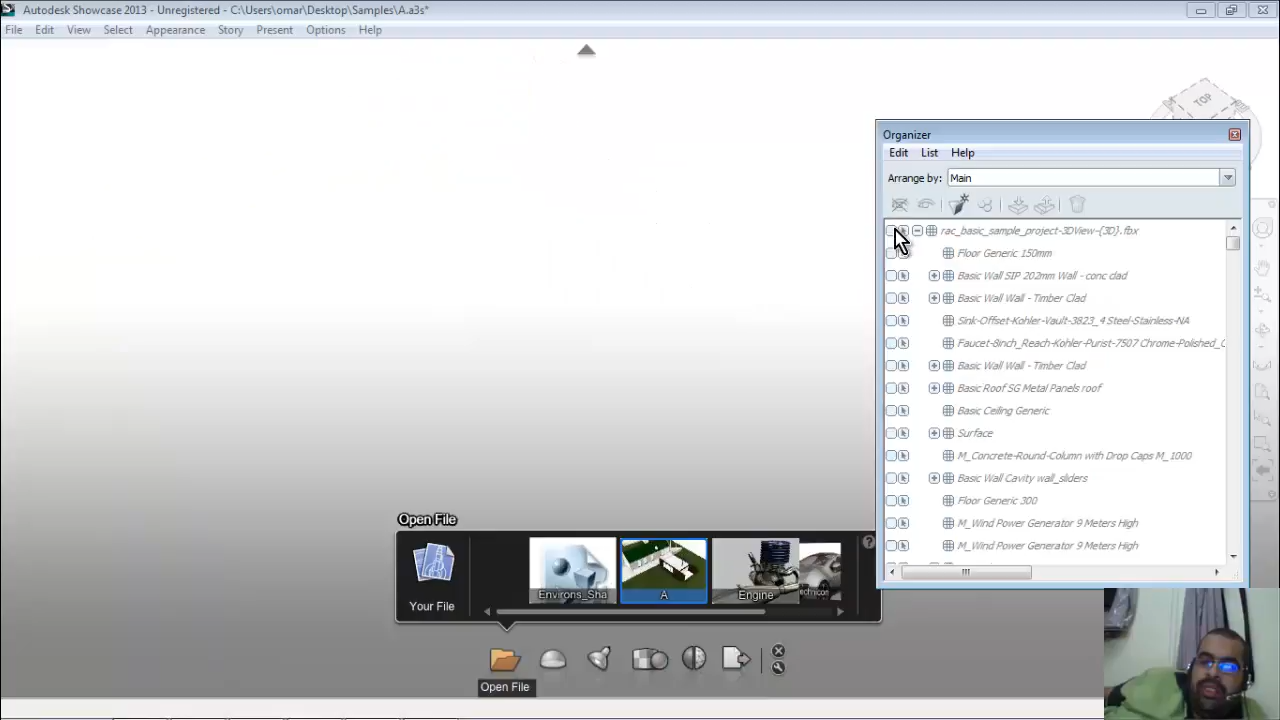 Autodesk Showcase 2013 - Unregistered - C:\Users\omar\Desktop\Samples\A.a3s*
File Edit View Select Appearance Story Present Options Help
TOP
Organizer
Edit List Help
Arrange by: Main
rac_basic_sample_project-3DView-{3D}.fbx
Floor Generic 150mm
Basic Wall SIP 202mm Wall - conc clad
Basic Wall Wall - Timber Clad
Sink-Offset-Kohler-Vault-3823_4 Steel-Stainless-NA
Faucet-8inch_Reach-Kohler-Purist-7507 Chrome-Polished_C
Basic Wall Wall - Timber Clad
Basic Roof SG Metal Panels roof
Basic Ceiling Generic
Surface
M_Concrete-Round-Column with Drop Caps M_1000
Basic Wall Cavity wall_sliders
Floor Generic 300
M_Wind Power Generator 9 Meters High
M_Wind Power Generator 9 Meters High
Open File
Your File
Environs_Sha
A
Engine
Open File